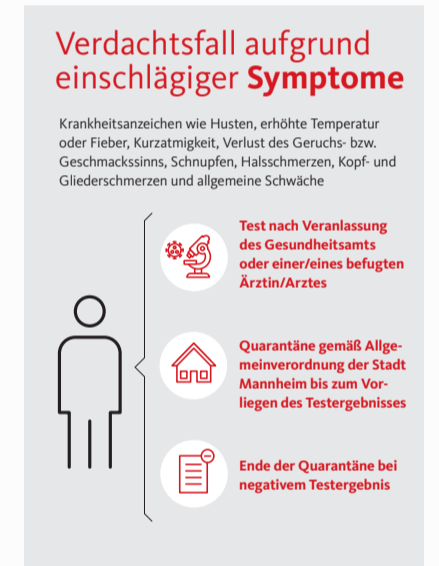 Verdachtsfall aufgrund
einschlägiger Symptome
Krankheitsanzeichen wie Husten, erhöhte Temperatur
oder Fieber, Kurzatmigkeit, Verlust des Geruchs- bzw.
Geschmackssinns, Schnupfen, Halsschmerzen, Kopf- und
Gliederschmerzen und allgemeine Schwäche
Test nach Veranlassung
des Gesundheitsamts
oder einer/eines befugten
Ärztin/Arztes
Quarantäne gemäß Allge-
meinverordnung der Stadt
Mannheim bis zum Vor-
liegen des Testergebnisses
Ende der Quarantäne bei
negativem Testergebnis